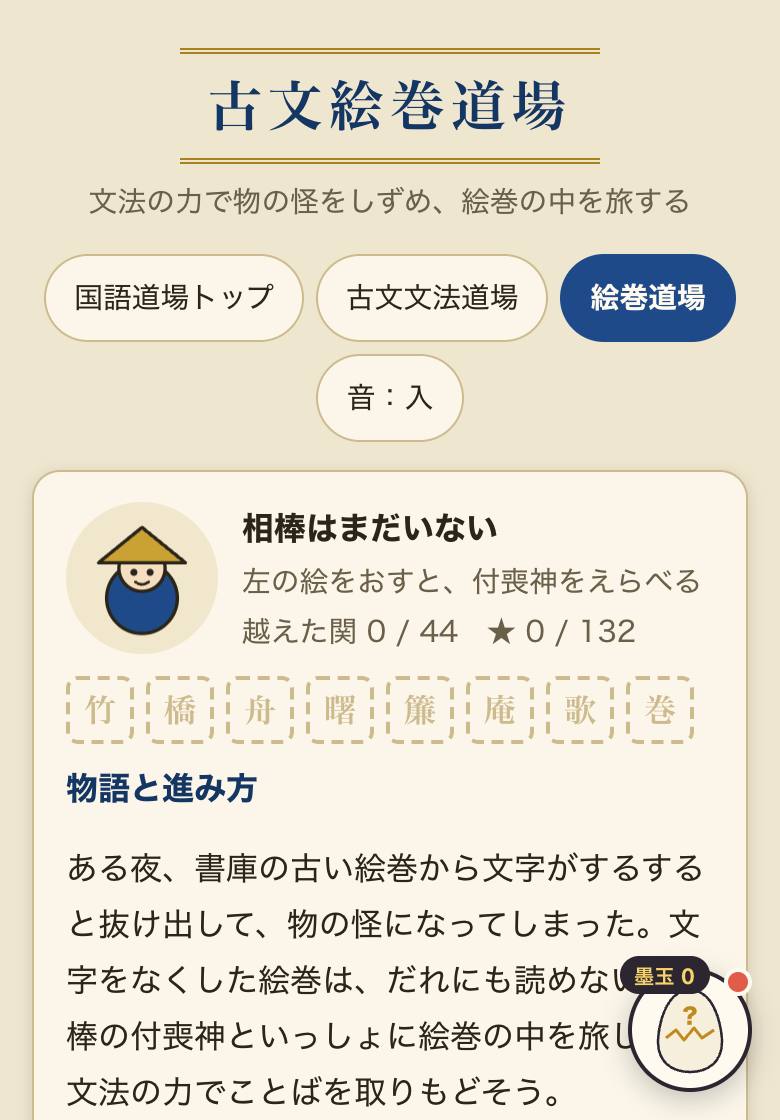 古文絵巻道場
文法の力で物の怪をしずめ、絵巻の中を旅する
国語道場トップ
古文文法道場
絵巻道場
音：入
相棒はまだいない
左の絵をおすと、付喪神をえらべる
越えた関 0 / 44 ★ 0 / 132
竹 橋 舟 曙 簾 庵 歌 巻
物語と進み方
ある夜、書庫の古い絵巻から文字がするする
と抜け出して、物の怪になってしまった。文
字をなくした絵巻は、だれにも読めな
棒の付喪神といっしょに絵巻の中を旅
文法の力でことばを取りもどそう。
墨玉 0
?